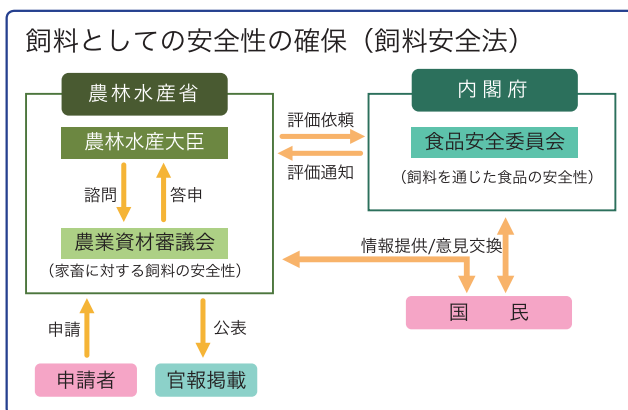 飼料としての安全性の確保（飼料安全法）
農林水産省
内閣府
農林水産大臣
評価依頼
評価通知
食品安全委員会
（飼料を通じた食品の安全性）
諮問
答申
農業資材審議会
（家畜に対する飼料の安全性）
情報提供/意見交換
国　民
申請
公表
申請者
官報掲載